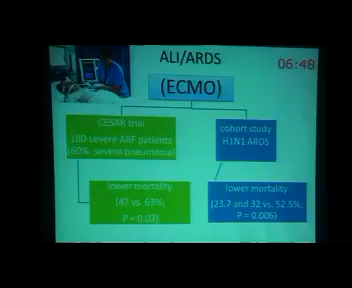 ALI/ARDS
06:48
(ECMO)
CESAR trial
180 severe ARF patients
(60% severe pneumonia)
cohort study
H1N1 ARDS
lower mortality
(47 vs. 63%;
P = 0.03)
lower mortality
(23.7 and 32 vs. 52.5%;
P = 0.006)